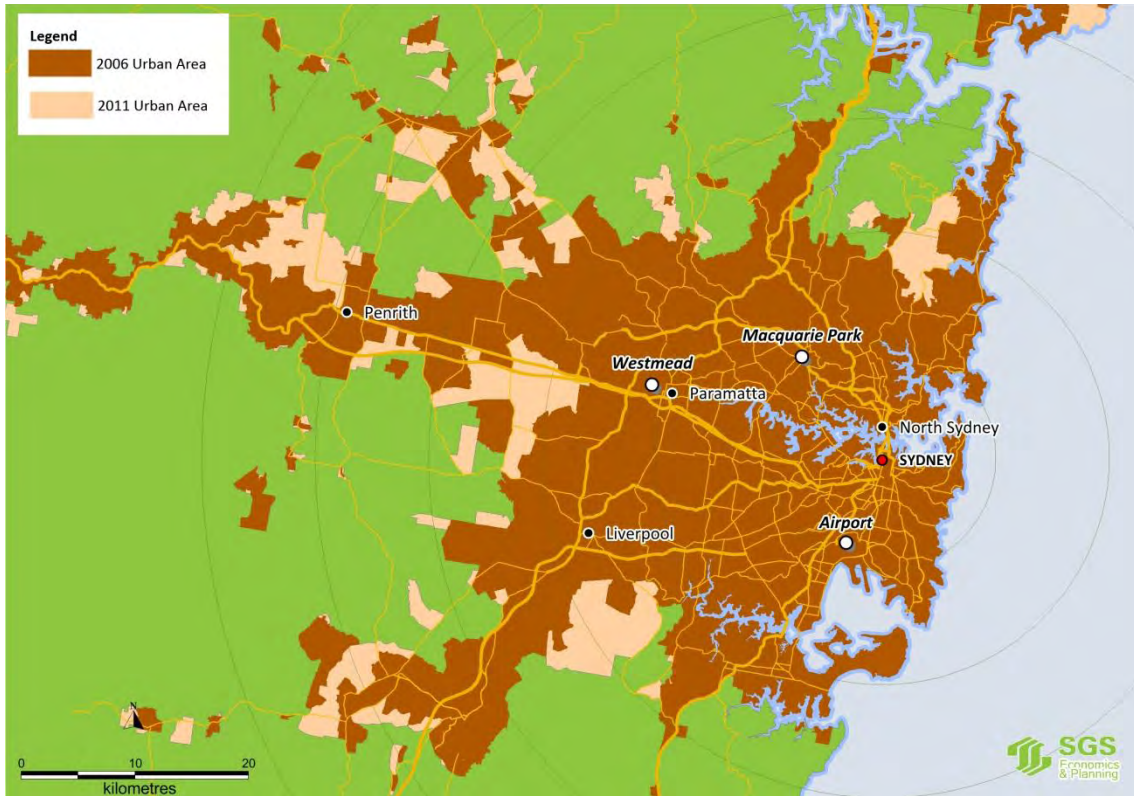 Legend
2006 Urban Area
2011 Urban Area
Penrith
Macquarie Park
Westmead
Paramatta
North Sydney
SYDNEY
Airport
Liverpool
N
0 10 20
kilometres
SGS
Economics
& Planning